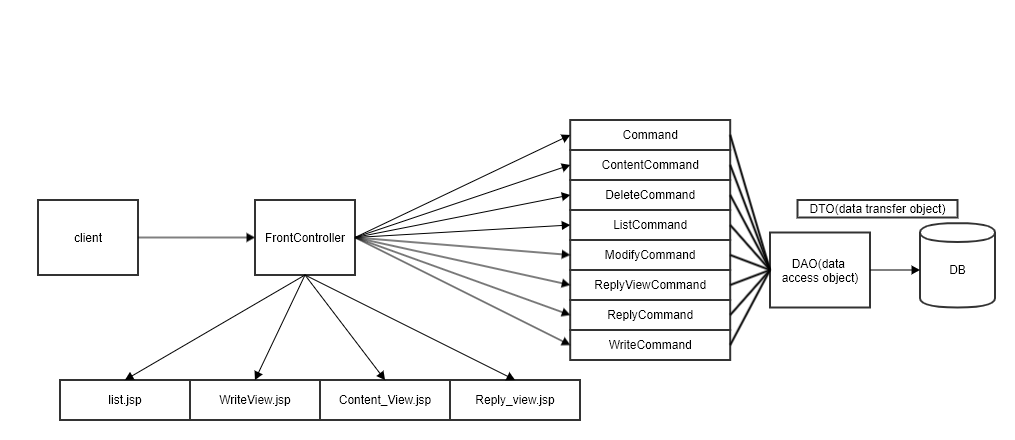 client
FrontController
Command
ContentCommand
DeleteCommand
ListCommand
ModifyCommand
ReplyViewCommand
ReplyCommand
WriteCommand
DTO(data transfer object)
DAO(data
access object)
DB
list.jsp
WriteView.jsp
Content_View.jsp
Reply_view.jsp